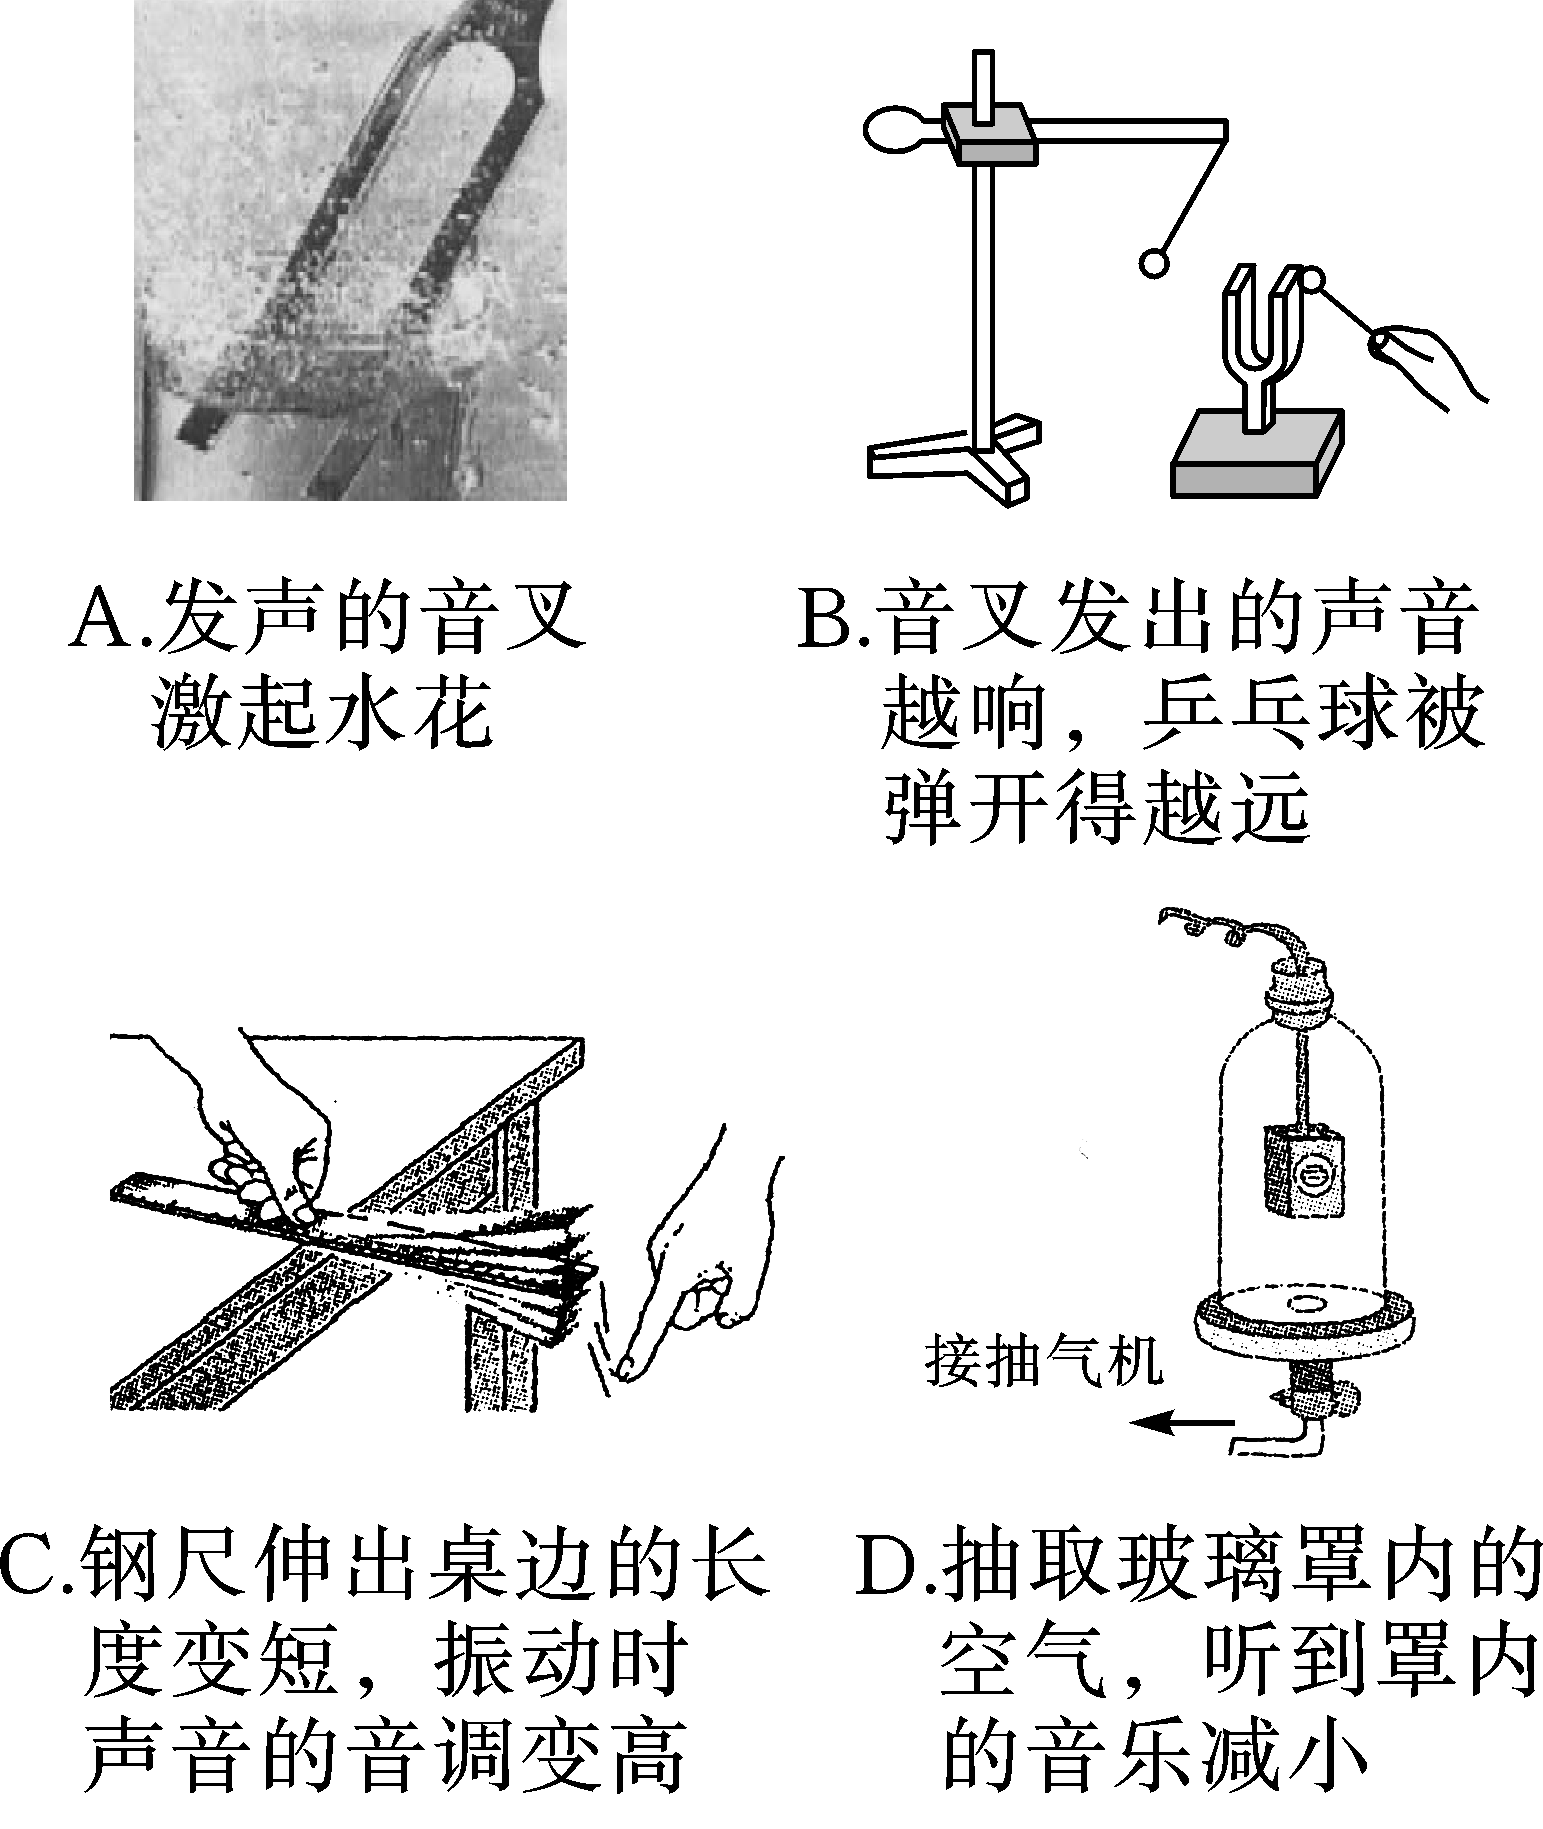 A.发声的音叉
激起水花
B.音叉发出的声音
越响，乒乓球被
弹开得越远
接抽气机
C.钢尺伸出桌边的长
度变短，振动时
声音的音调变高
D.抽取玻璃罩内的
空气，听到罩内
的音乐减小